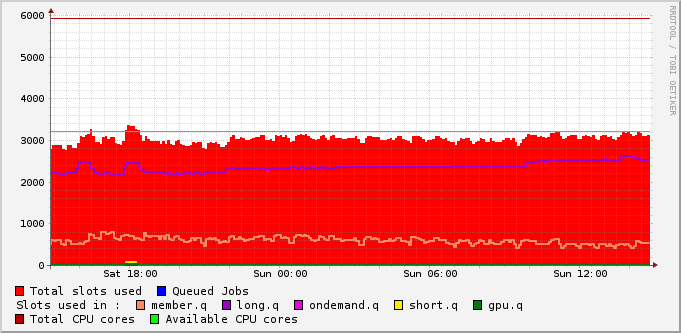 6000
5000
4000
3000
2000
1000
0
Sat 18:00 Sun 00:00 Sun 06:00 Sun 12:00
Total slots used Queued Jobs
Slots used in : member.q long.q ondemand.q short.q gpu.q
Total CPU cores Available CPU cores
RRDTOOL / TOBI OETIKER